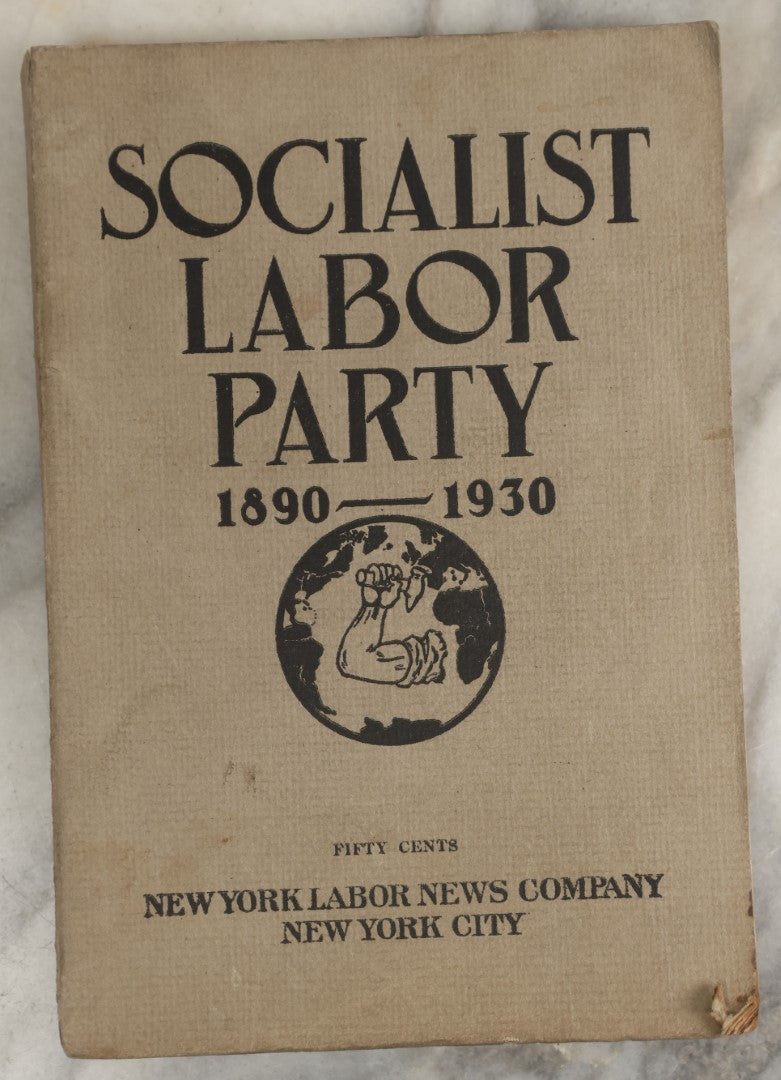 SOCIALIST
LABOR
PARTY
1890—1930
FIFTY CENTS
NEW YORK LABOR NEWS COMPANY
NEW YORK CITY